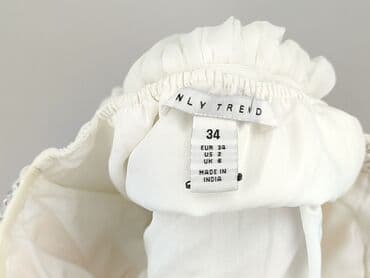 NLY TREND
34
EUR 34
US 2
UK 6
MADE IN
INDIA